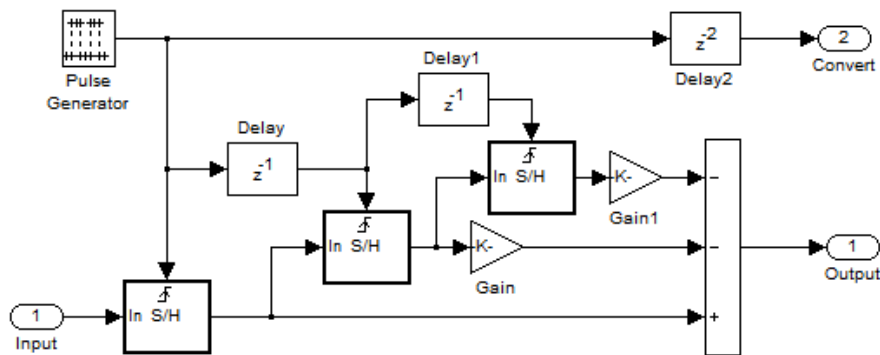 Pulse
Generator
z-2
Delay2
2
Convert
Delay1
z-1
Delay
z-1
In S/H
K-
Gain1
−
In S/H
K-
Gain
−
1
Output
1
Input
In S/H
+